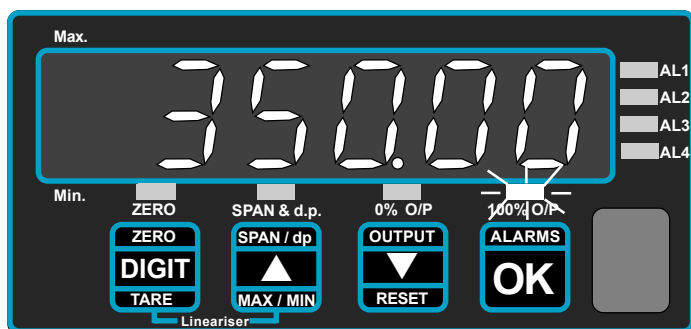 Max.
350.00
AL1
AL2
AL3
AL4
Min.
ZERO SPAN & d.p. 0% O/P 100% O/P
ZERO SPAN / dp OUTPUT ALARMS
DIGIT OK
TARE MAX / MIN RESET
Lineariser